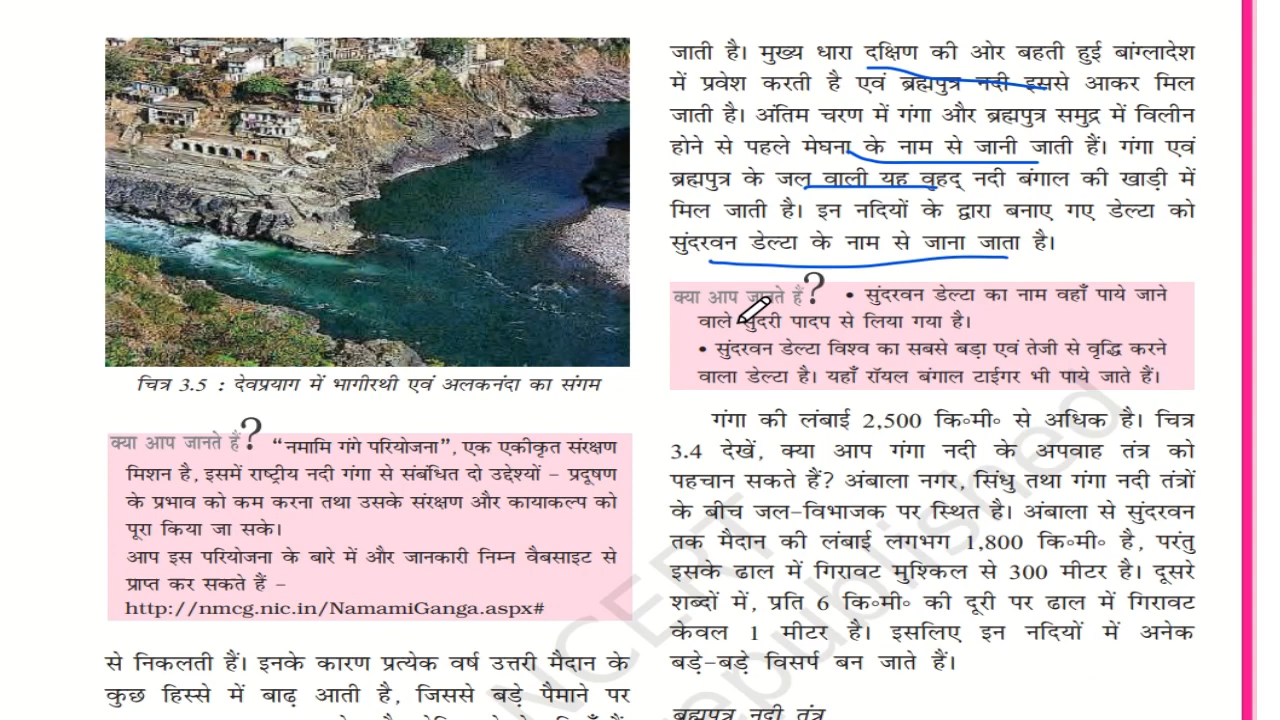 चित्र 3.5 : देवप्रयाग में भागीरथी एवं अलकनंदा का संगम
क्या आप जानते हैं? “नमामि गंगे परियोजना”, एक एकीकृत संरक्षण
मिशन है, इसमें राष्ट्रीय नदी गंगा से संबंधित दो उद्देश्यों – प्रदूषण
के प्रभाव को कम करना तथा उसके संरक्षण और कायाकल्प को
पूरा किया जा सके।
आप इस परियोजना के बारे में और जानकारी निम्न वैबसाइट से
प्राप्त कर सकते हैं –
http://nmcg.nic.in/NamamiGanga.aspx#
से निकलती हैं। इनके कारण प्रत्येक वर्ष उत्तरी मैदान के
कुछ हिस्से में बाढ़ आती है, जिससे बड़े पैमाने पर
जाती है। मुख्य धारा दक्षिण की ओर बहती हुई बांग्लादेश
में प्रवेश करती है एवं ब्रह्मपुत्र नदी इससे आकर मिल
जाती है। अंतिम चरण में गंगा और ब्रह्मपुत्र समुद्र में विलीन
होने से पहले मेघना के नाम से जानी जाती हैं। गंगा एवं
ब्रह्मपुत्र के जल वाली यह वृहद् नदी बंगाल की खाड़ी में
मिल जाती है। इन नदियों के द्वारा बनाए गए डेल्टा को
सुंदरवन डेल्टा के नाम से जाना जाता है।
क्या आप जानते हैं? • सुंदरवन डेल्टा का नाम वहाँ पाये जाने
वाले सुंदरी पादप से लिया गया है।
• सुंदरवन डेल्टा विश्व का सबसे बड़ा एवं तेजी से वृद्धि करने
वाला डेल्टा है। यहाँ रॉयल बंगाल टाईगर भी पाये जाते हैं।
गंगा की लंबाई 2,500 कि॰मी॰ से अधिक है। चित्र
3.4 देखें, क्या आप गंगा नदी के अपवाह तंत्र को
पहचान सकते हैं? अंबाला नगर, सिंधु तथा गंगा नदी तंत्रों
के बीच जल–विभाजक पर स्थित है। अंबाला से सुंदरवन
तक मैदान की लंबाई लगभग 1,800 कि॰मी॰ है, परंतु
इसके ढाल में गिरावट मुश्किल से 300 मीटर है। दूसरे
शब्दों में, प्रति 6 कि॰मी॰ की दूरी पर ढाल में गिरावट
केवल 1 मीटर है। इसलिए इन नदियों में अनेक
बड़े–बड़े विसर्प बन जाते हैं।
ब्रह्मपुत्र नदी तंत्र
NCERT
republished